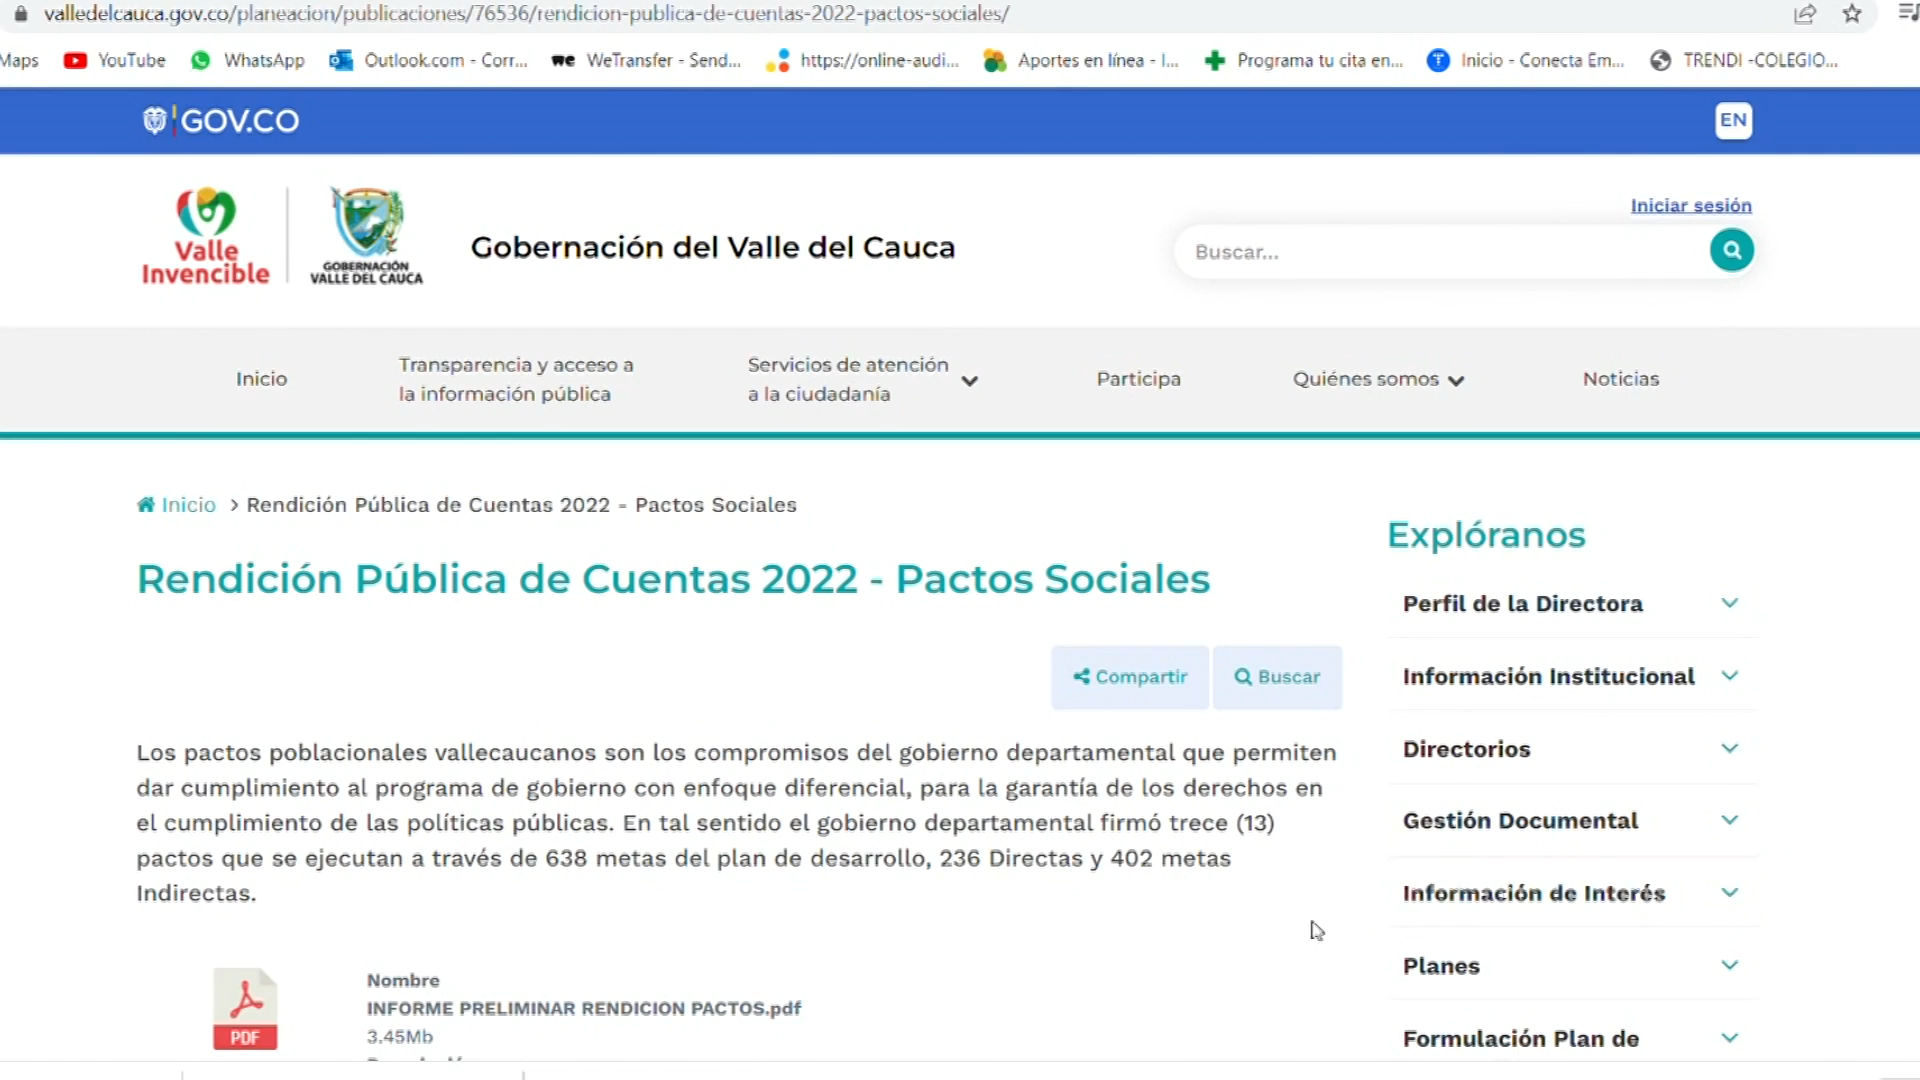 valledelcauca.gov.co/planeacion/publicaciones/76536/rendicion-publica-de-cuentas-2022-pactos-sociales/
Maps YouTube WhatsApp Outlook.com - Corr... WeTransfer - Send... https://online-audi... Aportes en línea - I... Programa tu cita en... Inicio - Conecta Em... TRENDI -COLEGIO...
GOV.CO
EN
Valle
Invencible
GOBERNACIÓN
VALLE DEL CAUCA
Gobernación del Valle del Cauca
Iniciar sesión
Buscar...
Inicio
Transparencia y acceso a
la información pública
Servicios de atención
a la ciudadanía
Participa
Quiénes somos
Noticias
Inicio > Rendición Pública de Cuentas 2022 - Pactos Sociales
Rendición Pública de Cuentas 2022 - Pactos Sociales
Compartir
Buscar
Los pactos poblacionales vallecaucanos son los compromisos del gobierno departamental que permiten
dar cumplimiento al programa de gobierno con enfoque diferencial, para la garantía de los derechos en
el cumplimiento de las políticas públicas. En tal sentido el gobierno departamental firmó trece (13)
pactos que se ejecutan a través de 638 metas del plan de desarrollo, 236 Directas y 402 metas
Indirectas.
PDF
Nombre
INFORME PRELIMINAR RENDICION PACTOS.pdf
3.45Mb
Explóranos
Perfil de la Directora
Información Institucional
Directorios
Gestión Documental
Información de Interés
Planes
Formulación Plan de